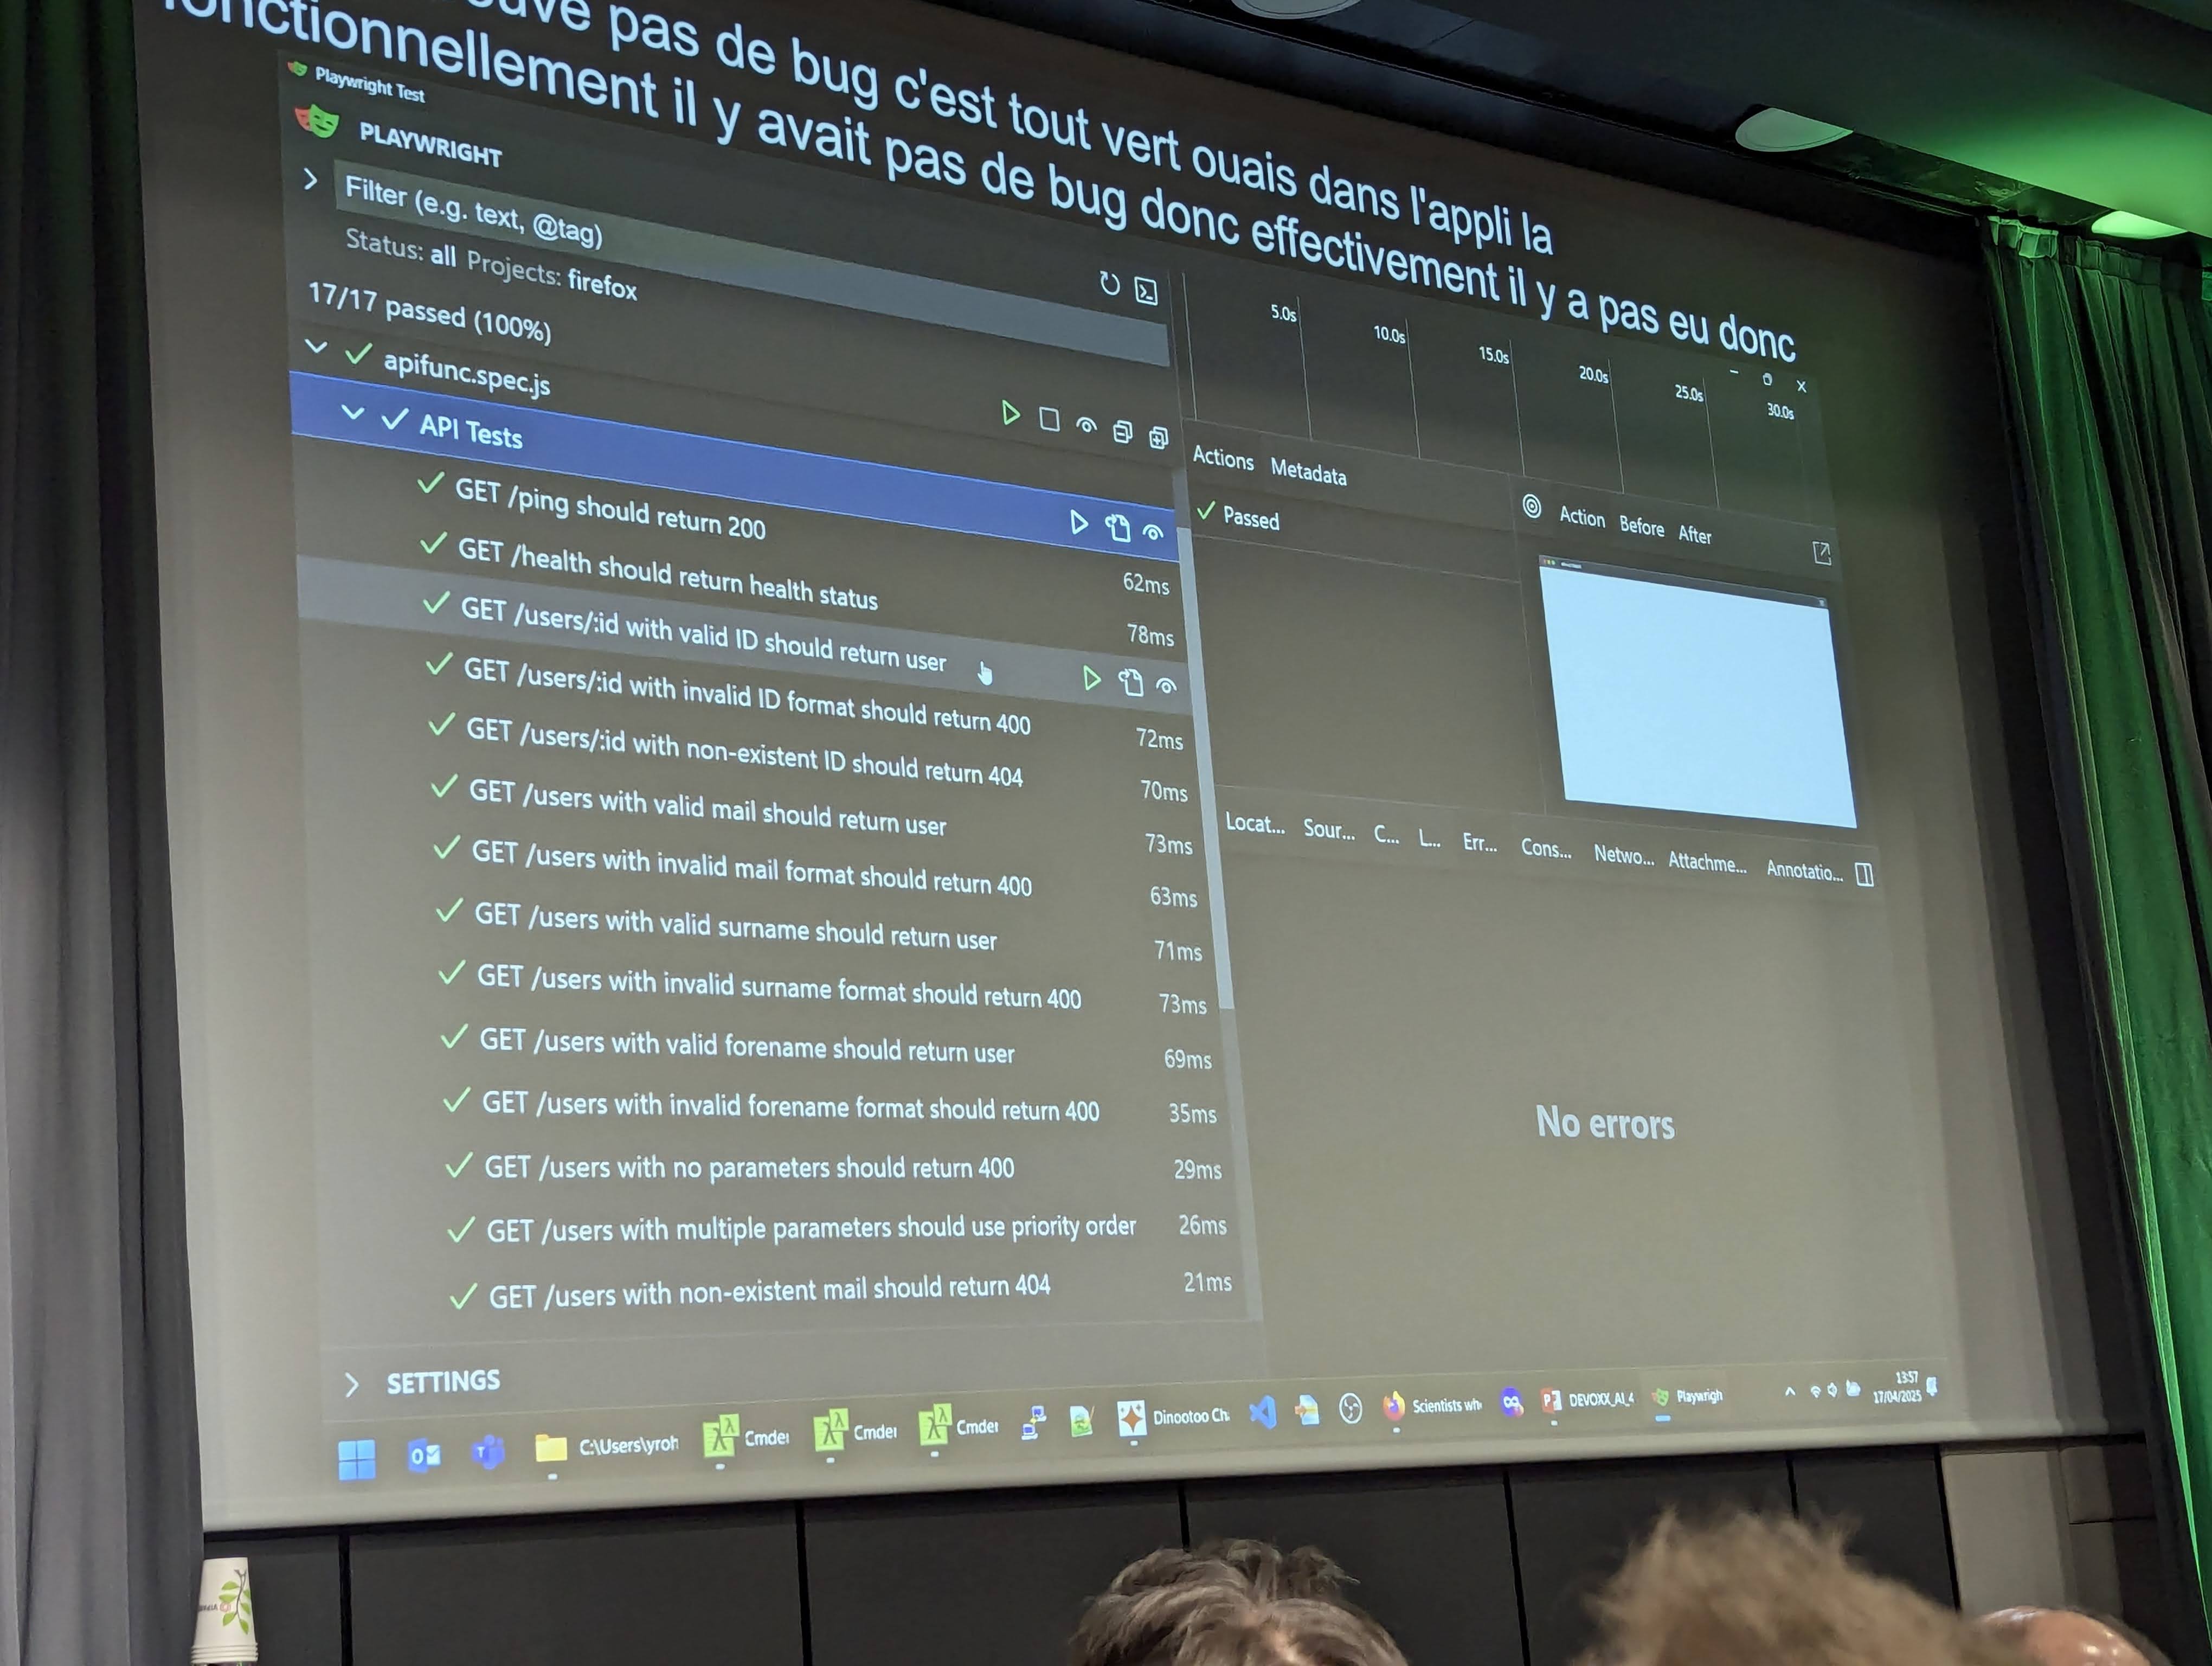 pas de bug c'est tout vert ouais dans l'appli la
fonctionnellement il y avait pas de bug donc effectivement il y a pas eu donc
Playwright Test
PLAYWRIGHT
Filter (e.g. text, @tag)
Status: all Projects: firefox
17/17 passed (100%)
apifunc.spec.js
API Tests
GET /ping should return 200 62ms
GET /health should return health status 78ms
GET /users/:id with valid ID should return user
GET /users/:id with invalid ID format should return 400 72ms
GET /users/:id with non-existent ID should return 404 70ms
GET /users with valid mail should return user 73ms
GET /users with invalid mail format should return 400 63ms
GET /users with valid surname should return user 71ms
GET /users with invalid surname format should return 400 73ms
GET /users with valid forename should return user 69ms
GET /users with invalid forename format should return 400 35ms
GET /users with no parameters should return 400 29ms
GET /users with multiple parameters should use priority order 26ms
GET /users with non-existent mail should return 404 21ms
SETTINGS
5.0s 10.0s 15.0s 20.0s 25.0s 30.0s
Actions Metadata
Passed
Action Before After
Locat... Sour... C... L... Err... Cons... Netwo... Attachme... Annotatio...
No errors
C:\Users\yroh Cmder Cmder Cmder Dinootoo Ch Scientists wh DEVOXX_AI_4 Playwrigh
13:57
17/04/2025